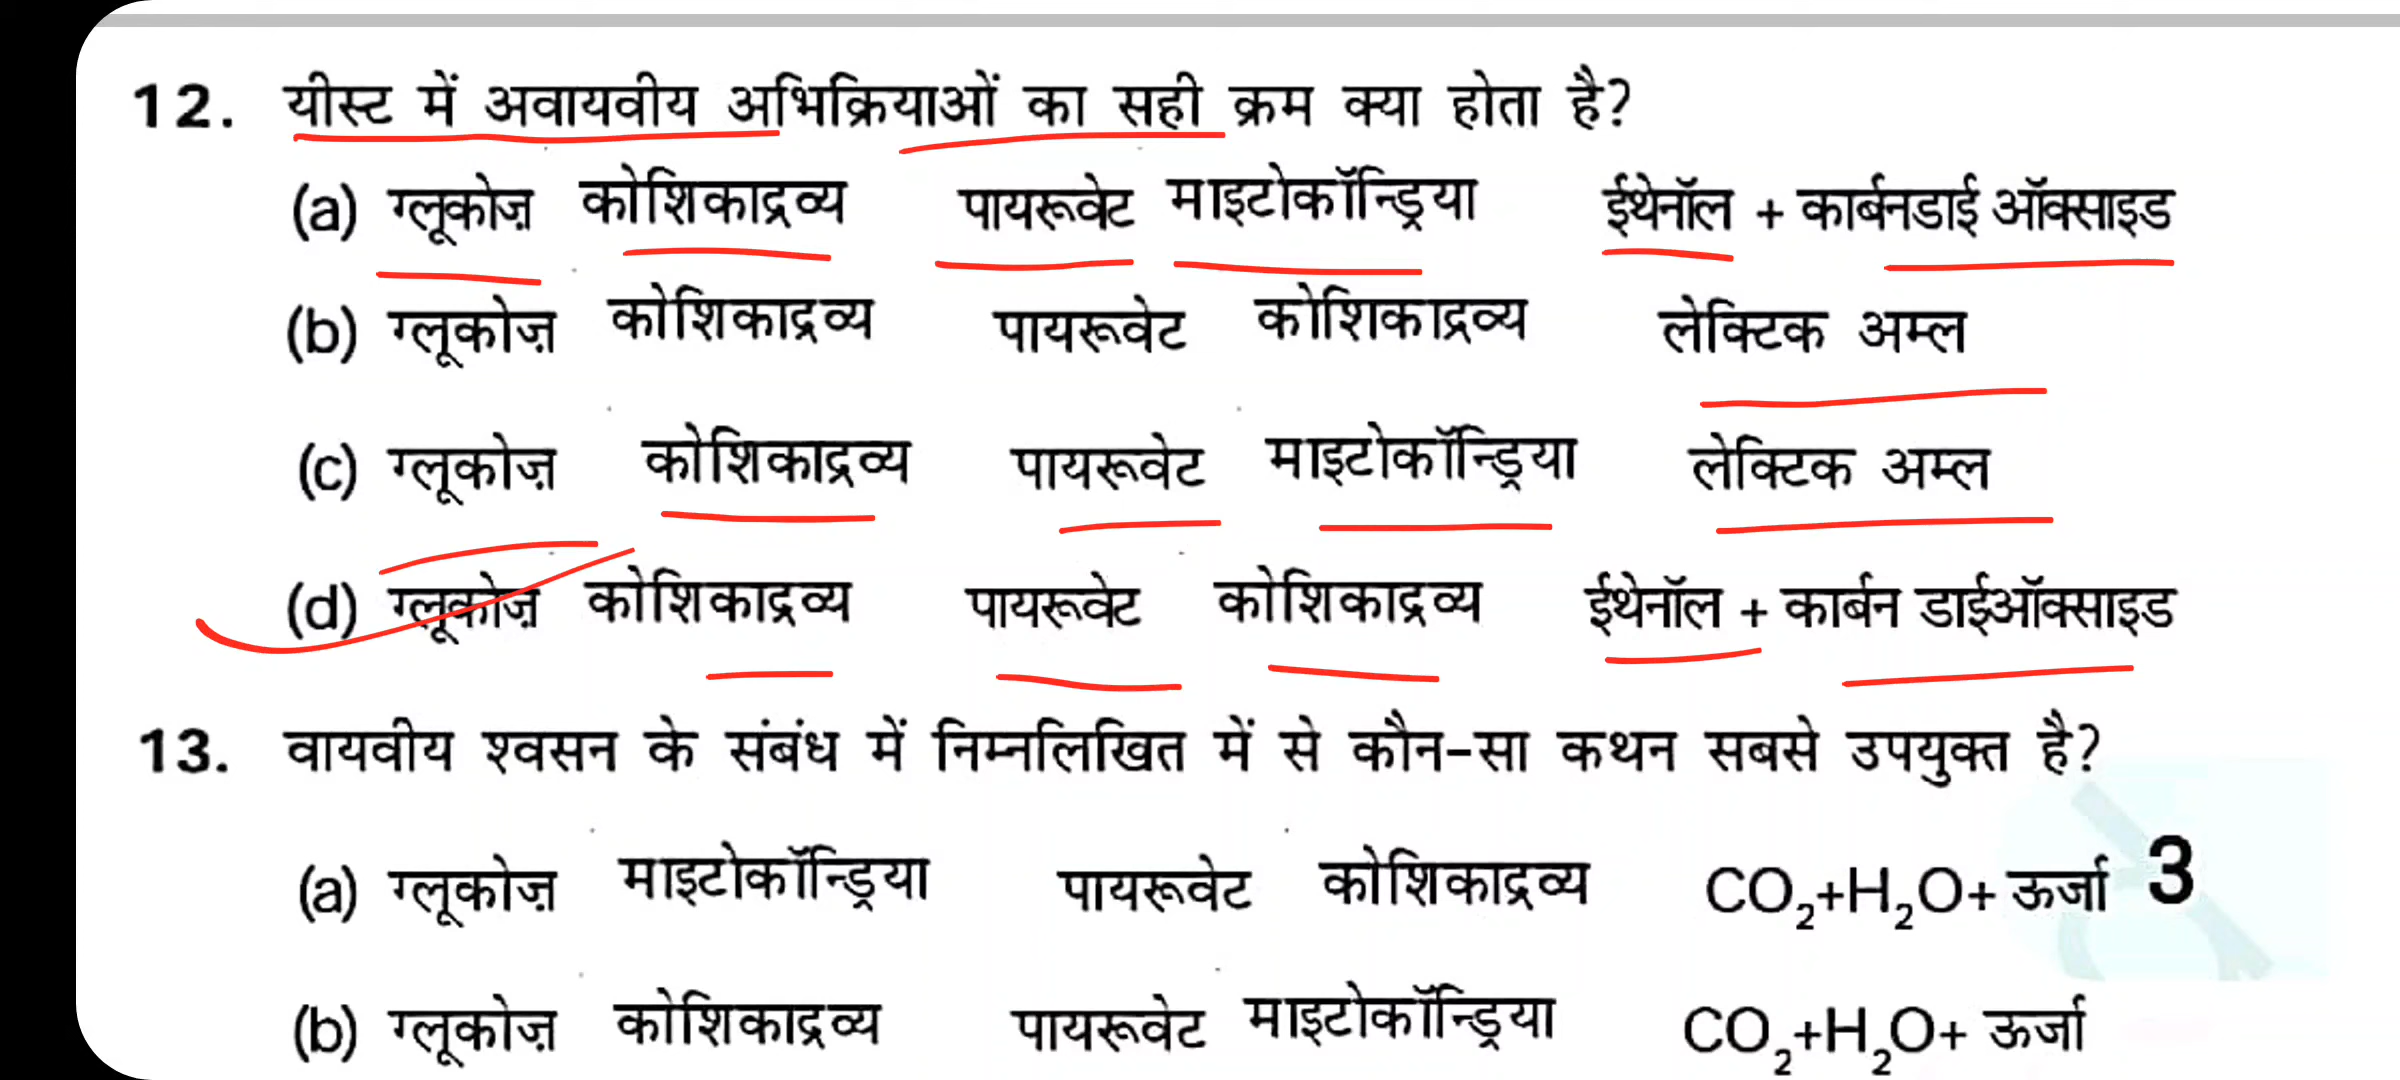 12. यीस्ट में अवायवीय अभिक्रियाओं का सही क्रम क्या होता है?
(a) ग्लूकोज़ कोशिकाद्रव्य पायरूवेट माइटोकॉन्ड्रिया ईथेनॉल + कार्बनडाई ऑक्साइड
(b) ग्लूकोज़ कोशिकाद्रव्य पायरूवेट कोशिकाद्रव्य लेक्टिक अम्ल
(c) ग्लूकोज़ कोशिकाद्रव्य पायरूवेट माइटोकॉन्ड्रिया लेक्टिक अम्ल
(d) ग्लूकोज़ कोशिकाद्रव्य पायरूवेट कोशिकाद्रव्य ईथेनॉल + कार्बन डाईऑक्साइड
13. वायवीय श्वसन के संबंध में निम्नलिखित में से कौन-सा कथन सबसे उपयुक्त है?
(a) ग्लूकोज़ माइटोकॉन्ड्रिया पायरूवेट कोशिकाद्रव्य CO₂+H₂O+ ऊर्जा 3
(b) ग्लूकोज़ कोशिकाद्रव्य पायरूवेट माइटोकॉन्ड्रिया CO₂+H₂O+ ऊर्जा